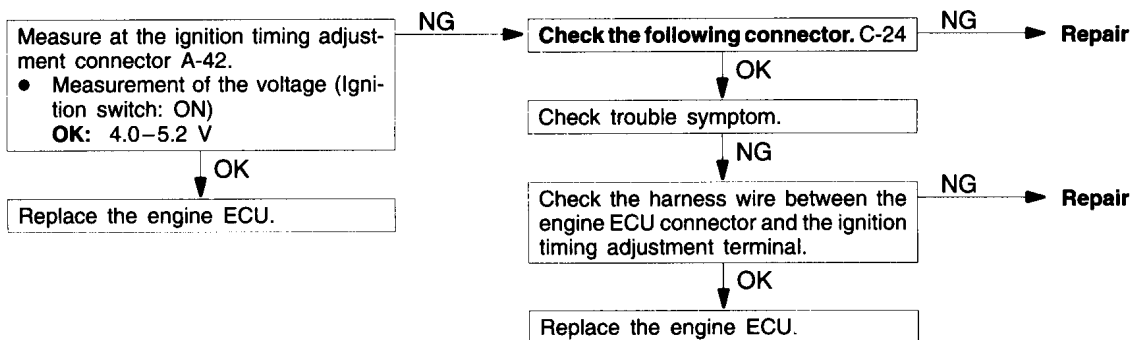 Measure at the ignition timing adjust-
ment connector A-42.
● Measurement of the voltage (Igni-
tion switch: ON)
OK: 4.0–5.2 V
OK
Replace the engine ECU.
NG
Check the following connector. C-24
NG
Repair
OK
Check trouble symptom.
NG
Check the harness wire between the
engine ECU connector and the ignition
timing adjustment terminal.
NG
Repair
OK
Replace the engine ECU.